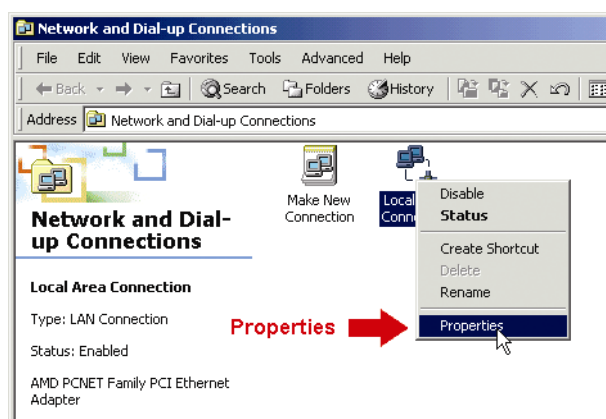 Network and Dial-up Connections
File Edit View Favorites Tools Advanced Help
Back Search Folders History
Address Network and Dial-up Connections
Make New
Connection
Local
Conn
Disable
Status
Create Shortcut
Delete
Rename
Properties
Network and Dial-
up Connections
Local Area Connection
Type: LAN Connection
Properties
Status: Enabled
AMD PCNET Family PCI Ethernet
Adapter